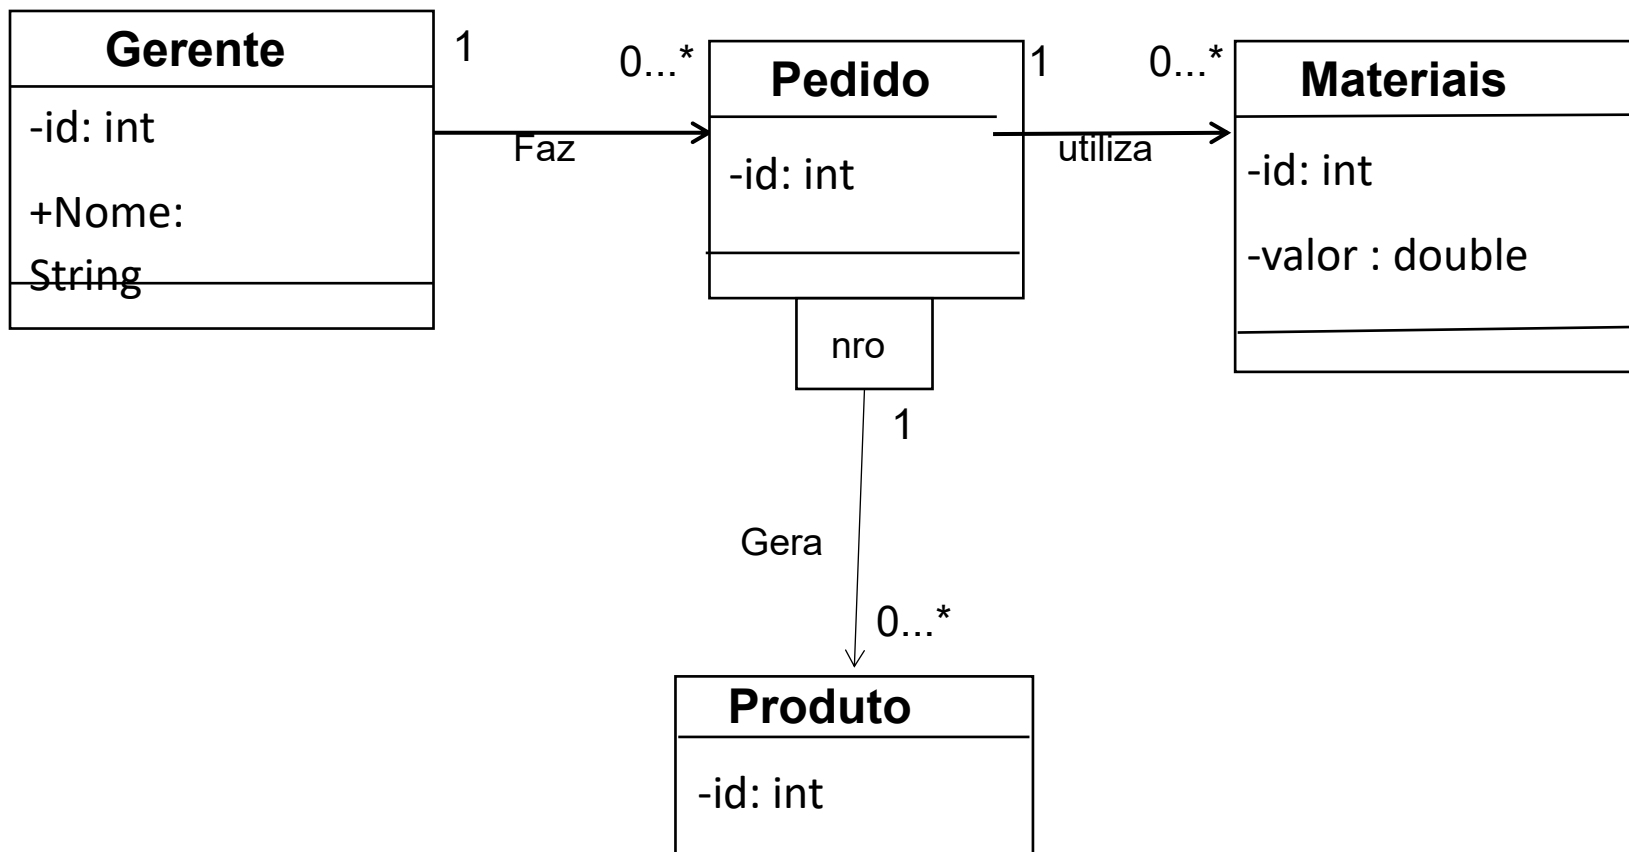 Gerente
-id: int
+Nome:
String
1
0...*
Faz
Pedido
-id: int
1
0...*
utiliza
Materiais
-id: int
-valor : double
nro
1
Gera
0...*
Produto
-id: int